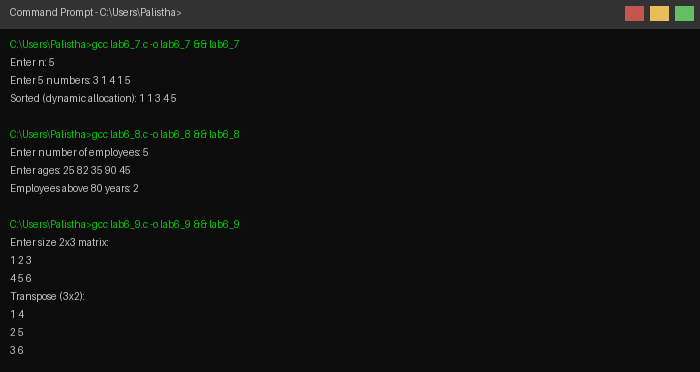 Command Prompt - C:\Users\Palistha>
C:\Users\Palistha>gcc lab6_7.c -o lab6_7 && lab6_7
Enter n: 5
Enter 5 numbers: 3 1 4 1 5
Sorted (dynamic allocation): 1 1 3 4 5
C:\Users\Palistha>gcc lab6_8.c -o lab6_8 && lab6_8
Enter number of employees: 5
Enter ages: 25 82 35 90 45
Employees above 80 years: 2
C:\Users\Palistha>gcc lab6_9.c -o lab6_9 && lab6_9
Enter size 2x3 matrix:
1 2 3
4 5 6
Transpose (3x2):
1 4
2 5
3 6